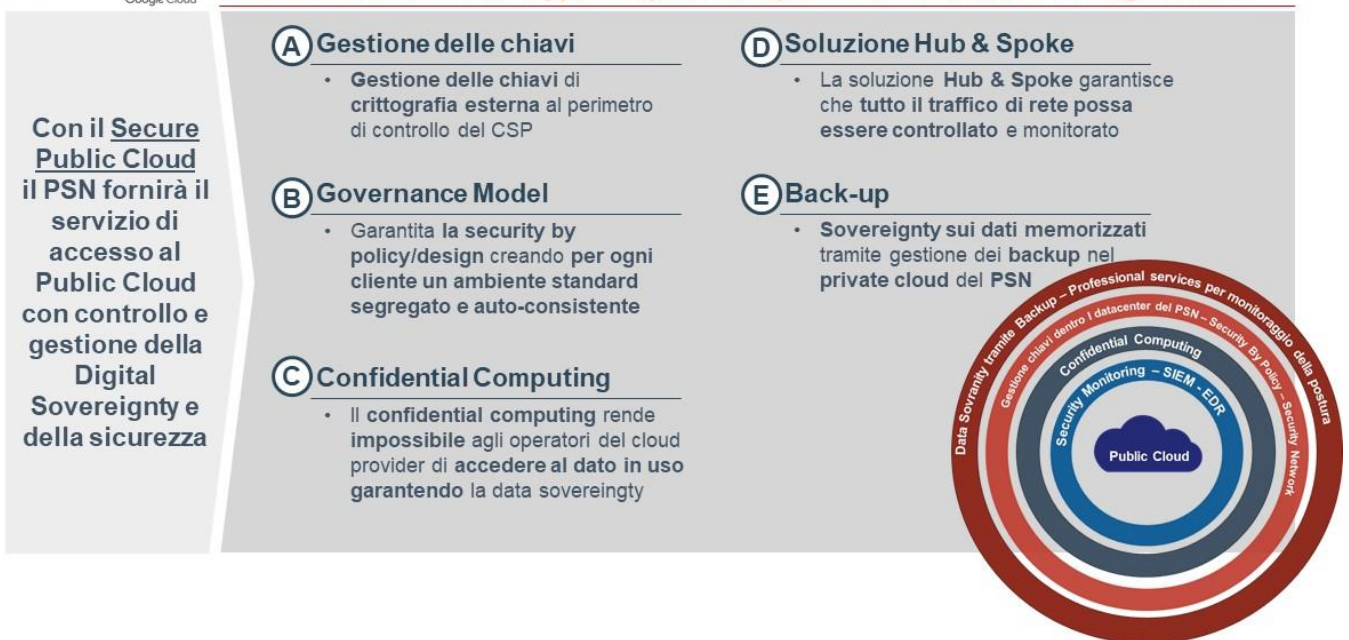 Google Cloud
Con il Secure
Public Cloud
il PSN fornirà il
servizio di
accesso al
Public Cloud
con controllo e
gestione della
Digital
Sovereignty e
della sicurezza
A Gestione delle chiavi
• Gestione delle chiavi di
crittografia esterna al perimetro
di controllo del CSP
B Governance Model
• Garantita la security by
policy/design creando per ogni
cliente un ambiente standard
segregato e auto-consistente
C Confidential Computing
• Il confidential computing rende
impossibile agli operatori del cloud
provider di accedere al dato in uso
garantendo la data sovereingty
D Soluzione Hub & Spoke
• La soluzione Hub & Spoke garantisce
che tutto il traffico di rete possa
essere controllato e monitorato
E Back-up
• Sovereignty sui dati memorizzati
tramite gestione dei backup nel
private cloud del PSN
Data Sovranity tramite Backup – Professional services per monitoraggio della postura
Gestione chiavi dentro I datacenter del PSN – Security By Policy – Security Network
Confidential Computing
Security Monitoring – SIEM - EDR
Public Cloud